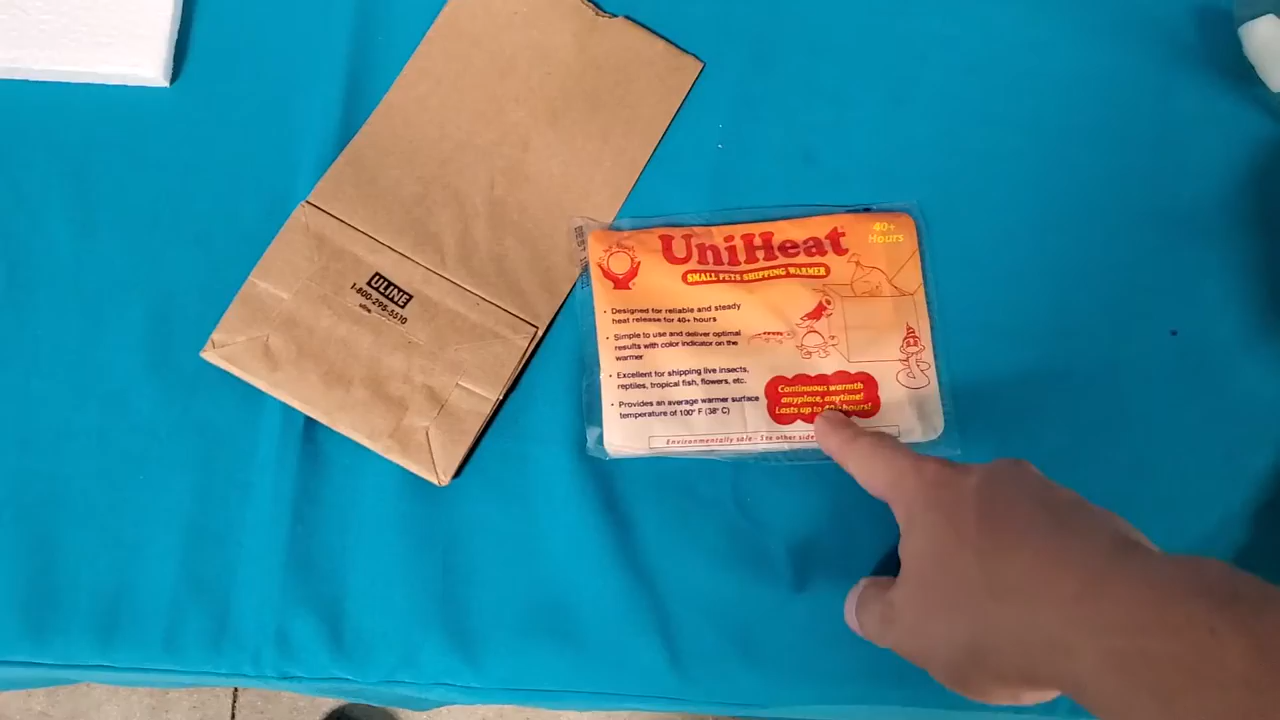 ULINE
1-800-295-5510
BEST
UniHeat
SMALL PETS SHIPPING WARMER
40+
Hours
• Designed for reliable and steady
heat release for 40+ hours
• Simple to use and deliver optimal
results with color indicator on the
warmer
• Excellent for shipping live insects,
reptiles, tropical fish, flowers, etc.
• Provides an average warmer surface
temperature of 100° F (38° C)
Continuous warmth
anyplace, anytime!
Lasts up to 40+ hours!
Environmentally safe - See other side